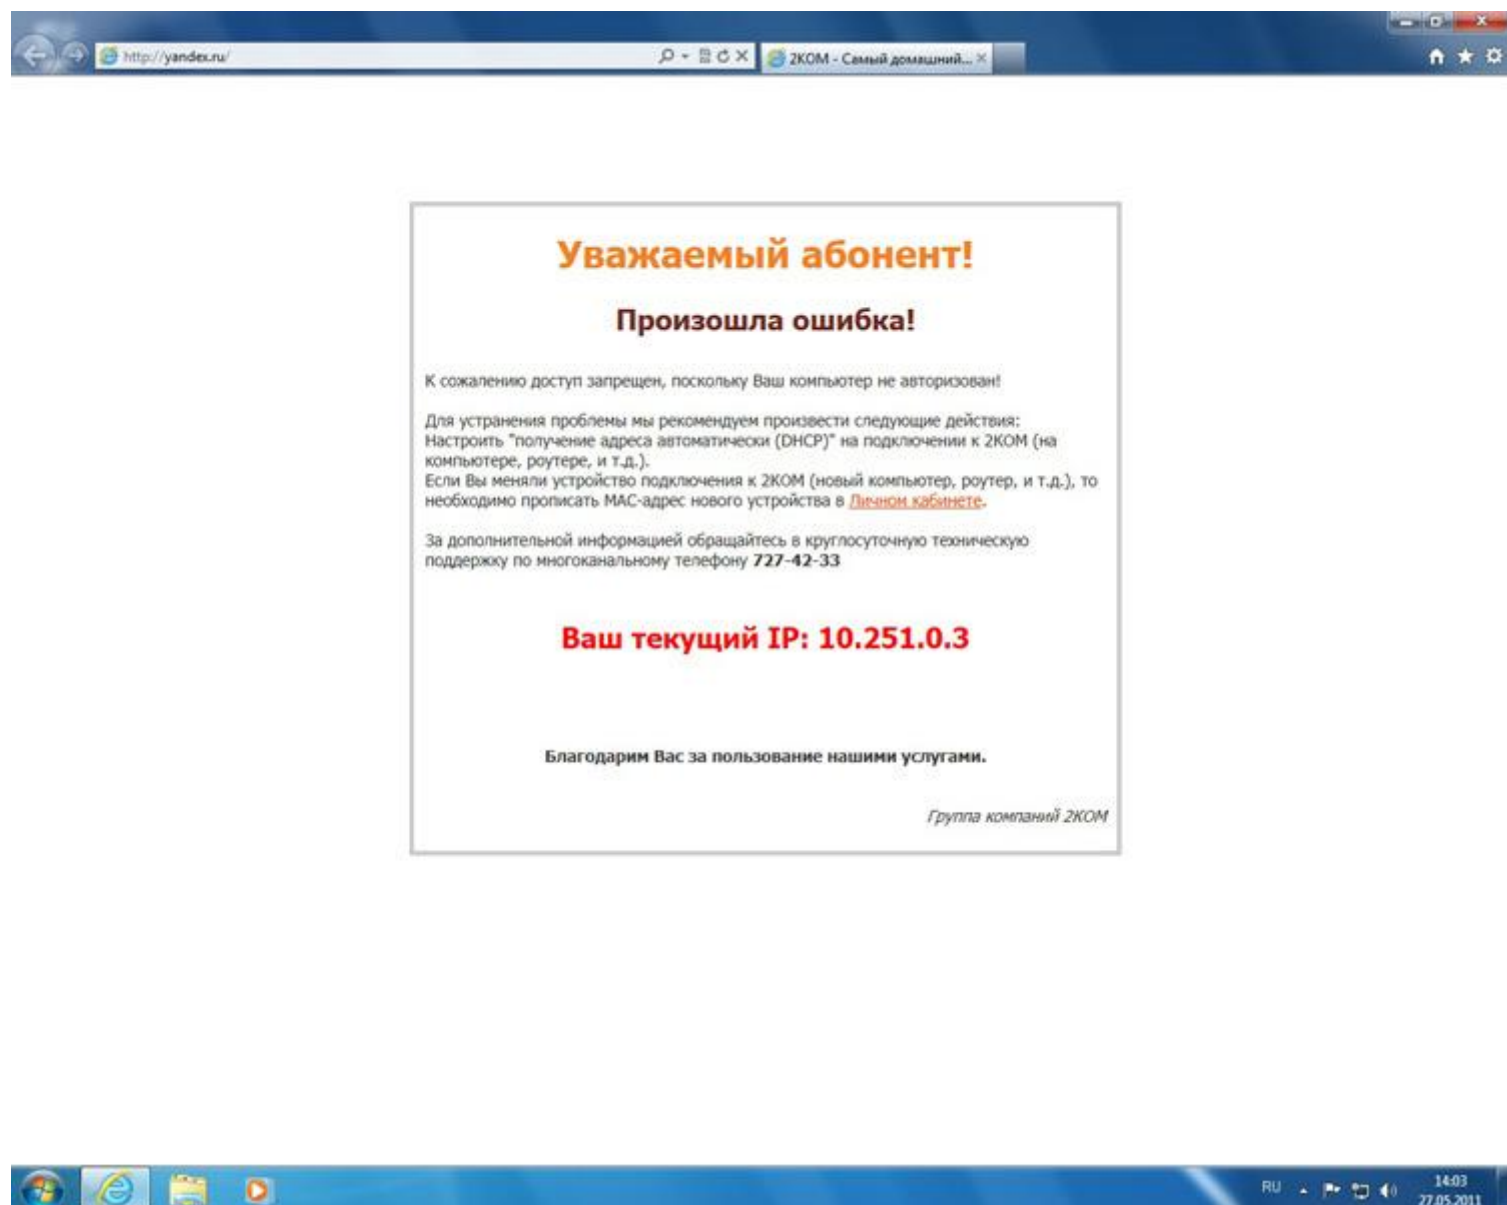 http://yandex.ru/
2КОМ - Самый домашний...
Уважаемый абонент!
Произошла ошибка!
К сожалению доступ запрещен, поскольку Ваш компьютер не авторизован!
Для устранения проблемы мы рекомендуем произвести следующие действия:
Настроить "получение адреса автоматически (DHCP)" на подключении к 2КОМ (на
компьютере, роутере, и т.д.).
Если Вы меняли устройство подключения к 2КОМ (новый компьютер, роутер, и т.д.), то
необходимо прописать MAC-адрес нового устройства в Личном кабинете.
За дополнительной информацией обращайтесь в круглосуточную техническую
поддержку по многоканальному телефону 727-42-33
Ваш текущий IP: 10.251.0.3
Благодарим Вас за пользование нашими услугами.
Группа компаний 2КОМ
RU
14:03
27.05.2011